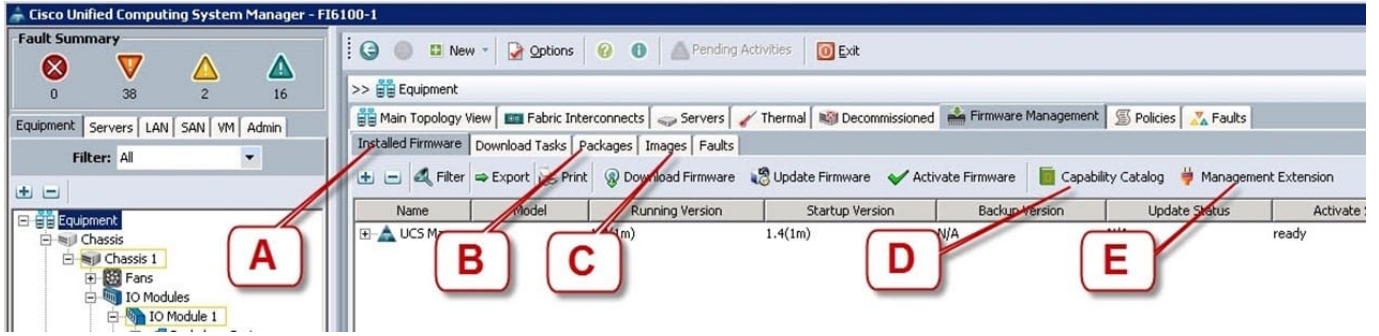 Cisco Unified Computing System Manager - FI6100-1
Fault Summary
0 38 2 16
New Options Pending Activities Exit
>> Equipment
Equipment Servers LAN SAN VM Admin
Filter: All
Main Topology View Fabric Interconnects Servers Thermal Decommissioned Firmware Management Policies Faults
Installed Firmware Download Tasks Packages Images Faults
Filter Export Print Download Firmware Update Firmware Activate Firmware Capability Catalog Management Extension
Name Model Running Version Startup Version Backup Version Update Status Activate
UCS 1.4(1m) N/A ready
Equipment
Chassis
Chassis 1
Fans
IO Modules
IO Module 1
A
B
C
D
E